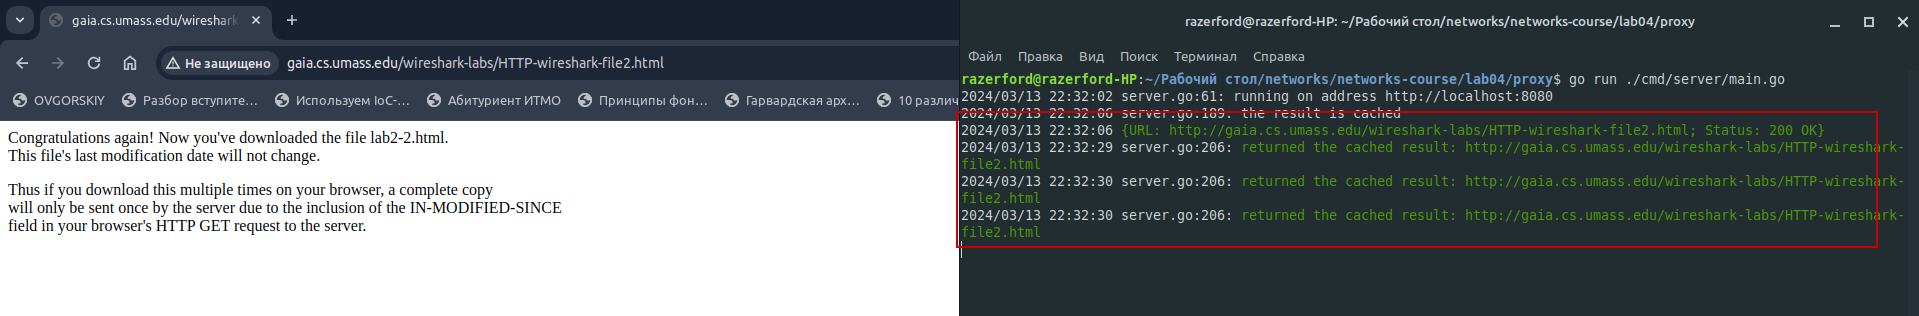 gaia.cs.umass.edu/wireshark
Не защищено
gaia.cs.umass.edu/wireshark-labs/HTTP-wireshark-file2.html
OVGORSKIY
Разбор вступите...
Используем IoC-...
Абитуриент ИТМО
Принципы фон...
Гарвардская арх...
10 различ
Congratulations again! Now you've downloaded the file lab2-2.html.
This file's last modification date will not change.
Thus if you download this multiple times on your browser, a complete copy
will only be sent once by the server due to the inclusion of the IN-MODIFIED-SINCE
field in your browser's HTTP GET request to the server.
razerford@razerford-HP: ~/Рабочий стол/networks/networks-course/lab04/proxy
Файл Правка Вид Поиск Терминал Справка
razerford@razerford-HP:~/Рабочий стол/networks/networks-course/lab04/proxy$ go run ./cmd/server/main.go
2024/03/13 22:32:02 server.go:61: running on address http://localhost:8080
2024/03/13 22:32:06 server.go:189: the result is cached
2024/03/13 22:32:06 {URL: http://gaia.cs.umass.edu/wireshark-labs/HTTP-wireshark-file2.html; Status: 200 OK}
2024/03/13 22:32:29 server.go:206: returned the cached result: http://gaia.cs.umass.edu/wireshark-labs/HTTP-wireshark-
file2.html
2024/03/13 22:32:30 server.go:206: returned the cached result: http://gaia.cs.umass.edu/wireshark-labs/HTTP-wireshark-
file2.html
2024/03/13 22:32:30 server.go:206: returned the cached result: http://gaia.cs.umass.edu/wireshark-labs/HTTP-wireshark-
file2.html